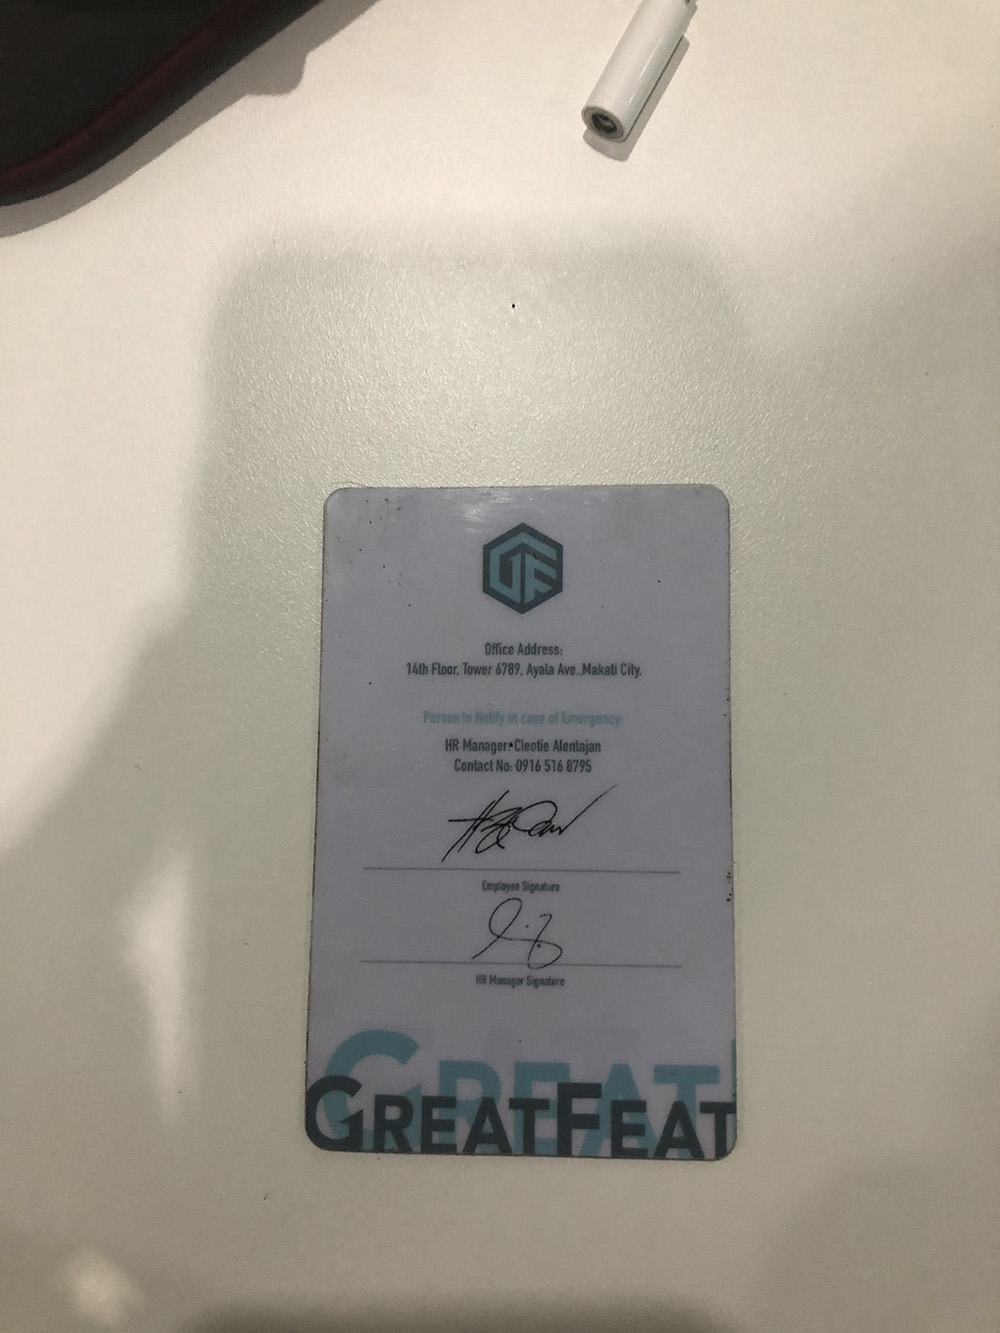 GF
Office Address:
14th Floor, Tower 6789, Ayala Ave.,Makati City.
Person to Notify in case of Emergency:
HR Manager: Cleotie Alentajan
Contact No: 0916 516 8795
Employee Signature
HR Manager Signature
GREAT
GREATFEAT